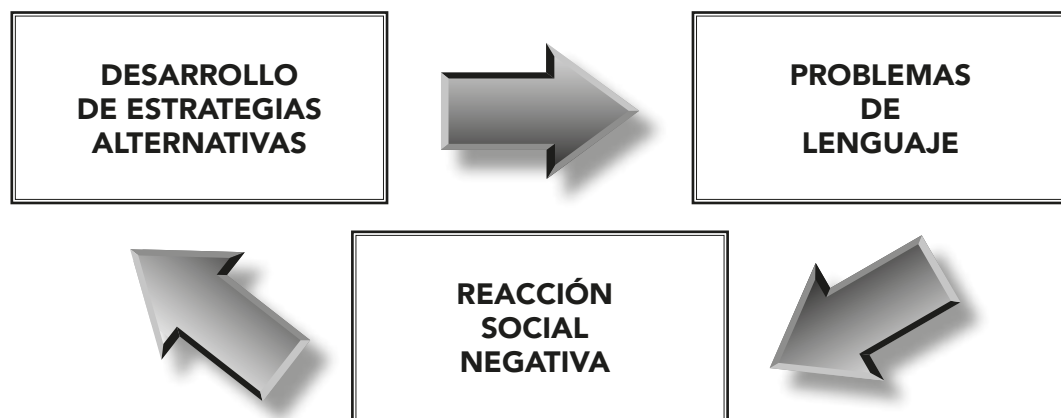 DESARROLLO
DE ESTRATEGIAS
ALTERNATIVAS
PROBLEMAS
DE
LENGUAJE
REACCIÓN
SOCIAL
NEGATIVA